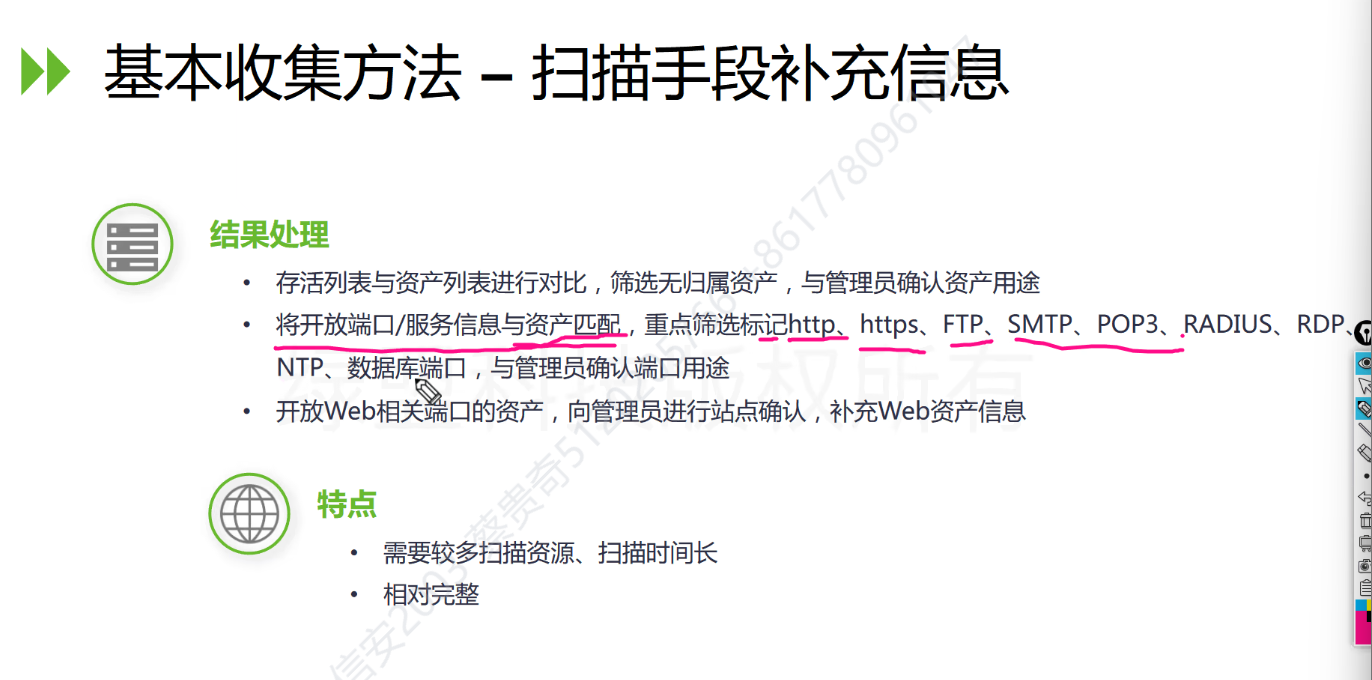 基本收集方法 – 扫描手段补充信息
结果处理
• 存活列表与资产列表进行对比，筛选无归属资产，与管理员确认资产用途
• 将开放端口/服务信息与资产匹配，重点筛选标记http、https、FTP、SMTP、POP3、RADIUS、RDP、
NTP、数据库端口，与管理员确认端口用途
• 开放Web相关端口的资产，向管理员进行站点确认，补充Web资产信息
特点
• 需要较多扫描资源、扫描时间长
• 相对完整